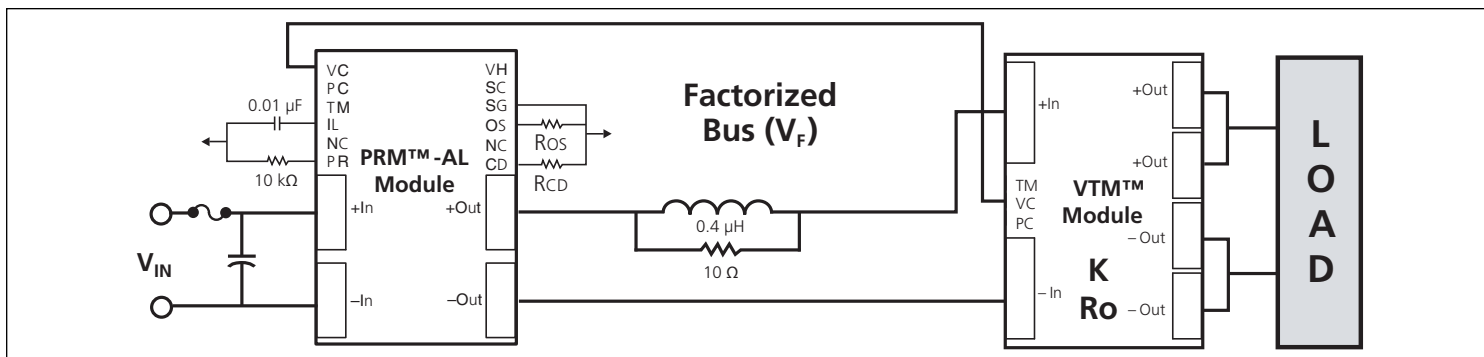 VC
PC
TM
IL
NC
PR
VH
SC
SG
OS
NC
CD
PRM™-AL
Module
+In
–In
+Out
–Out
0.01 µF
10 kΩ
ROS
RCD
VIN
Factorized
Bus (VF)
0.4 µH
10 Ω
+In
TM
VC
PC
– In
VTM™
Module
K
Ro
+Out
+Out
– Out
– Out
LOAD